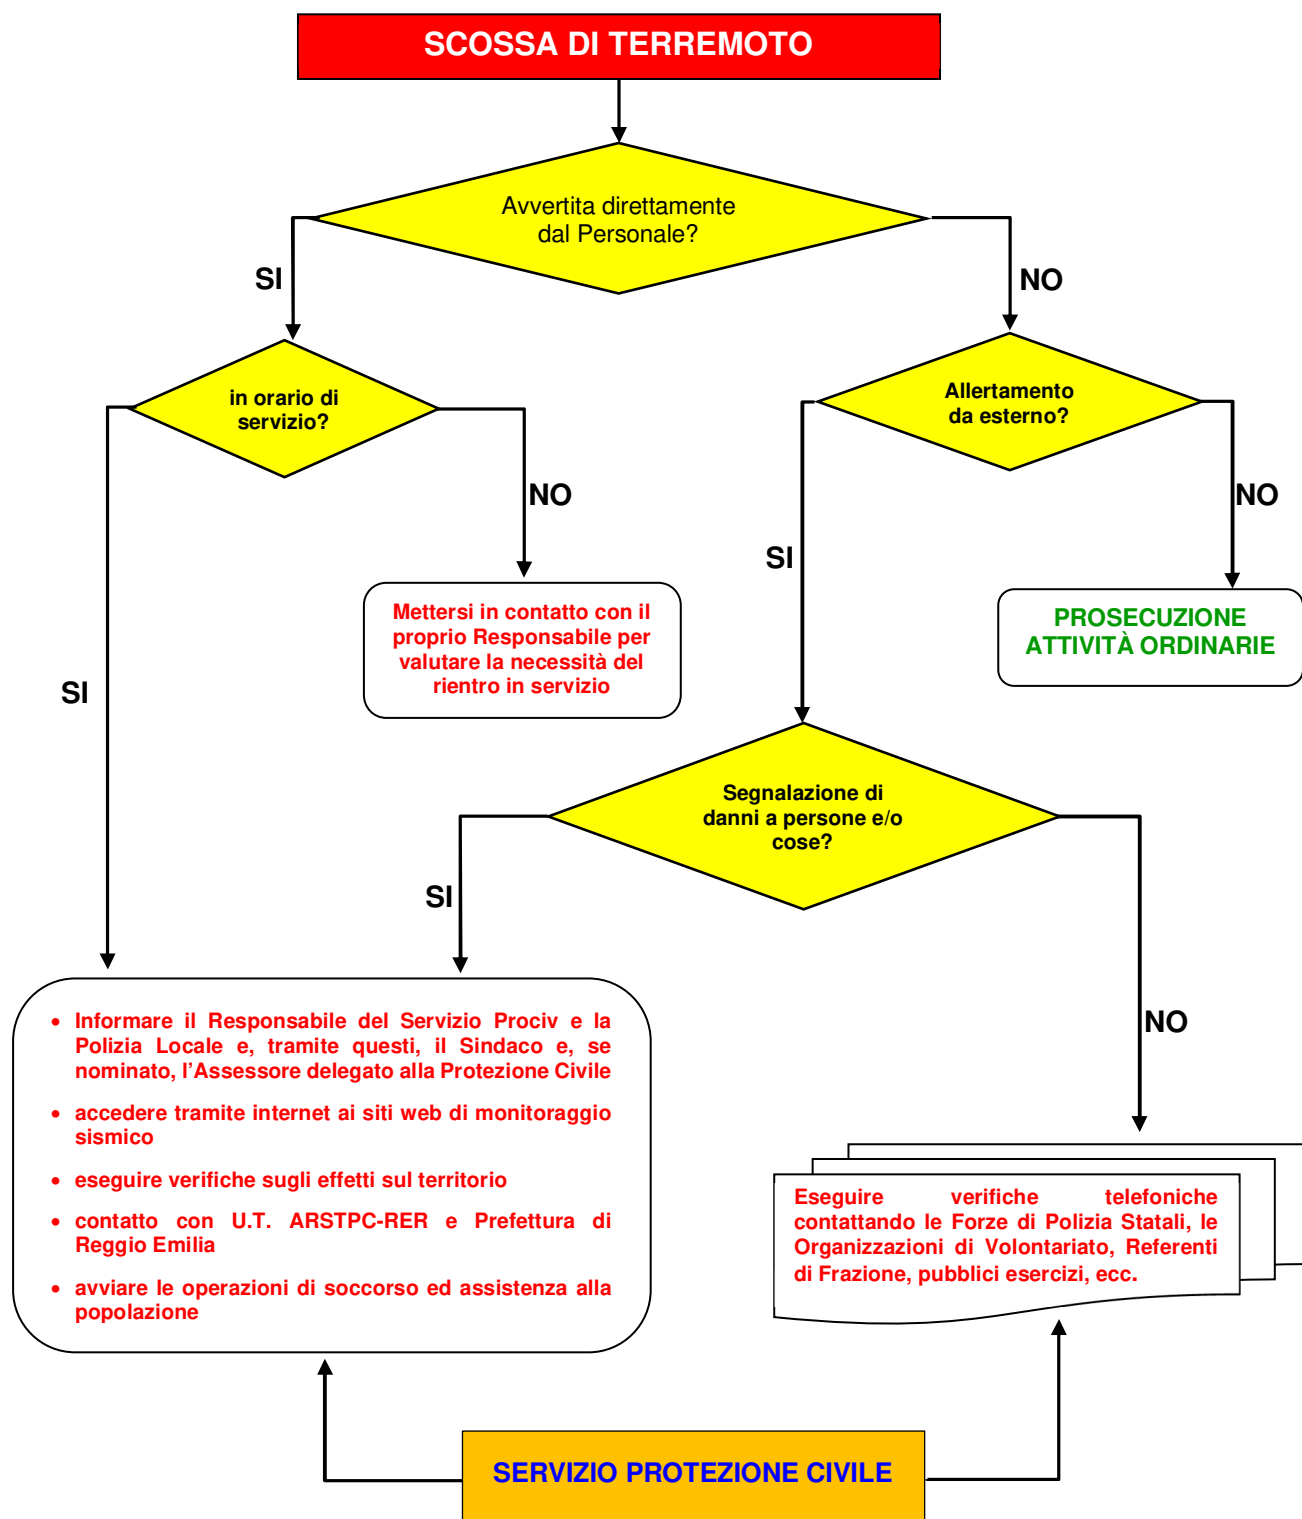 SCOSSA DI TERREMOTO
Avvertita direttamente
dal Personale?
SI
NO
in orario di
servizio?
Allertamento
da esterno?
NO
NO
SI
Mettersi in contatto con il
proprio Responsabile per
valutare la necessità del
rientro in servizio
PROSECUZIONE
ATTIVITÀ ORDINARIE
SI
Segnalazione di
danni a persone e/o
cose?
SI
NO
• Informare il Responsabile del Servizio Prociv e la
Polizia Locale e, tramite questi, il Sindaco e, se
nominato, l'Assessore delegato alla Protezione Civile
• accedere tramite internet ai siti web di monitoraggio
sismico
• eseguire verifiche sugli effetti sul territorio
• contatto con U.T. ARSTPC-RER e Prefettura di
Reggio Emilia
• avviare le operazioni di soccorso ed assistenza alla
popolazione
Eseguire verifiche telefoniche
contattando le Forze di Polizia Statali, le
Organizzazioni di Volontariato, Referenti
di Frazione, pubblici esercizi, ecc.
SERVIZIO PROTEZIONE CIVILE